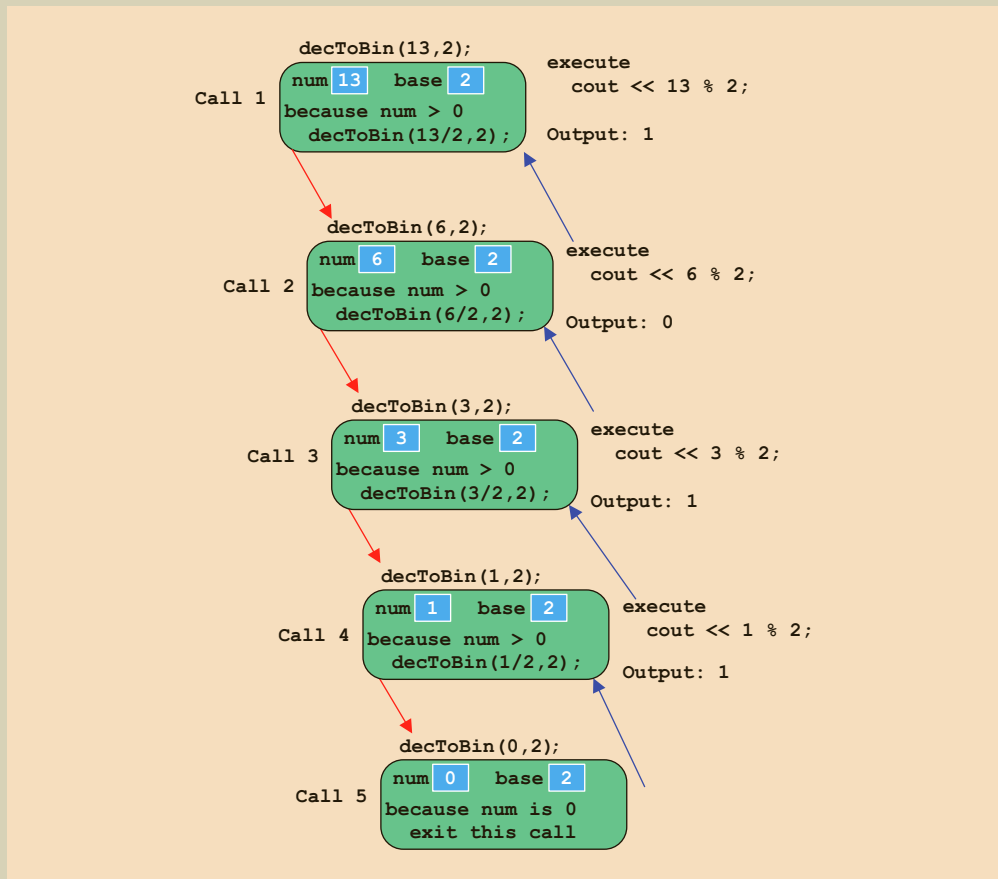 decToBin(13,2);
Call 1
num 13 base 2
because num > 0
decToBin(13/2,2);
execute
cout << 13 % 2;
Output: 1
decToBin(6,2);
Call 2
num 6 base 2
because num > 0
decToBin(6/2,2);
execute
cout << 6 % 2;
Output: 0
decToBin(3,2);
Call 3
num 3 base 2
because num > 0
decToBin(3/2,2);
execute
cout << 3 % 2;
Output: 1
decToBin(1,2);
Call 4
num 1 base 2
because num > 0
decToBin(1/2,2);
execute
cout << 1 % 2;
Output: 1
decToBin(0,2);
Call 5
num 0 base 2
because num is 0
exit this call